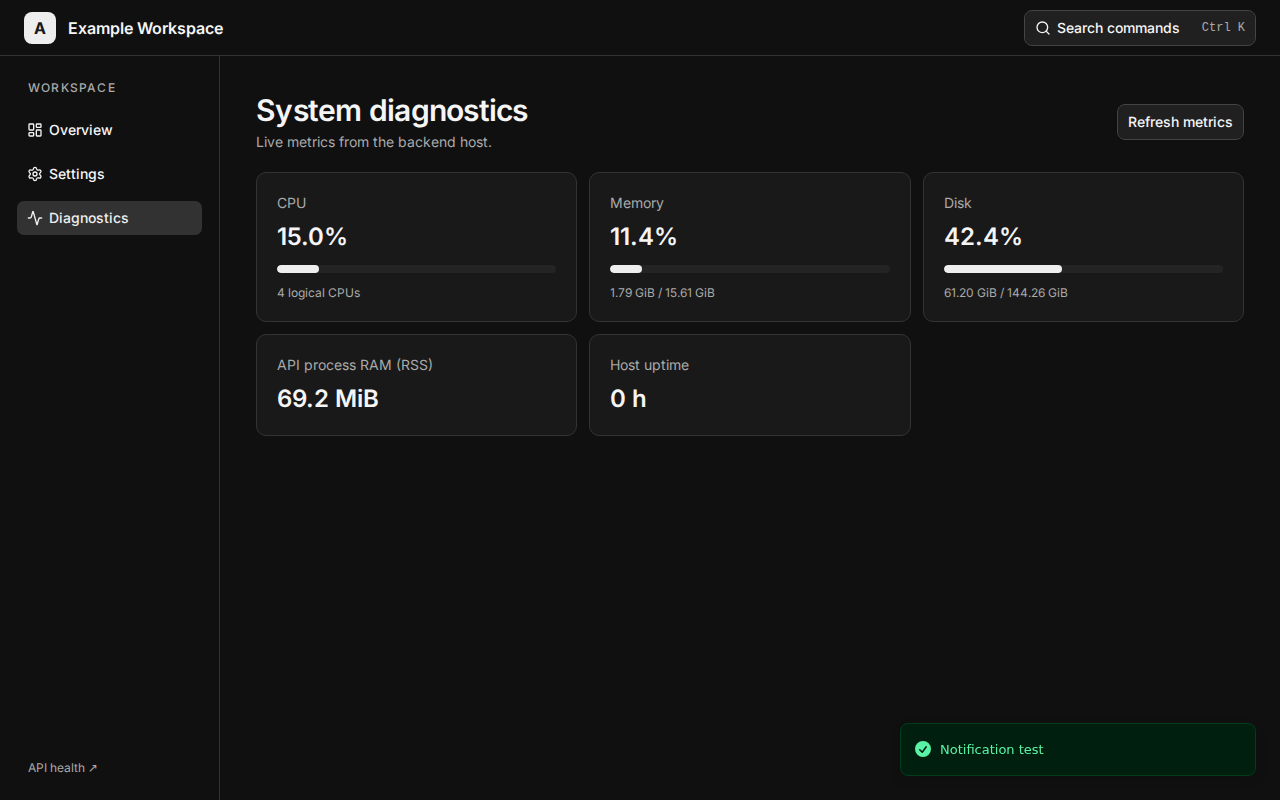 A
Example Workspace
Search commands
Ctrl K
WORKSPACE
Overview
Settings
Diagnostics
API health ↗
System diagnostics
Live metrics from the backend host.
Refresh metrics
CPU
15.0%
4 logical CPUs
Memory
11.4%
1.79 GiB / 15.61 GiB
Disk
42.4%
61.20 GiB / 144.26 GiB
API process RAM (RSS)
69.2 MiB
Host uptime
0 h
Notification test